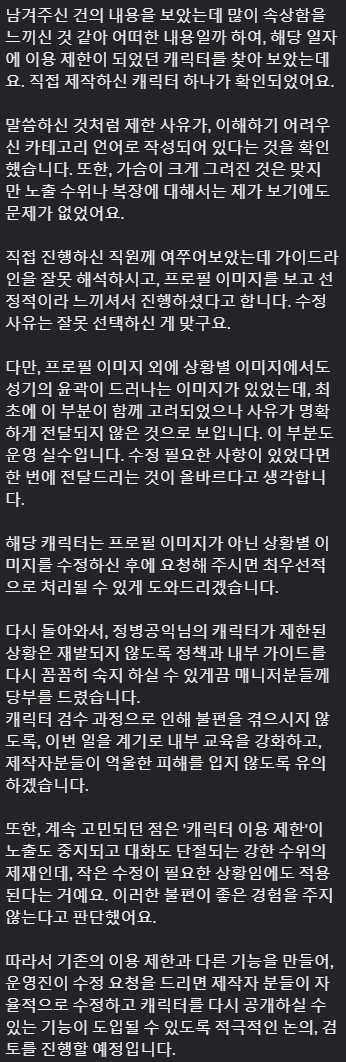 남겨주신 건의 내용을 보았는데 많이 속상함을
느끼신 것 같아 어떠한 내용일까 하여, 해당 일자
에 이용 제한이 되었던 캐릭터를 찾아 보았는데
요. 직접 제작하신 캐릭터 하나가 확인되었어요.
말씀하신 것처럼 제한 사유가, 이해하기 어려우
신 카테고리 언어로 작성되어 있다는 것을 확인
했습니다. 또한, 가슴이 크게 그려진 것은 맞지
만 노출 수위나 복장에 대해서는 제가 보기에도
문제가 없었어요.
직접 진행하신 직원께 여쭈어보았는데 가이드라
인을 잘못 해석하시고, 프로필 이미지를 보고 선
정적이라 느끼셔서 진행하셨다고 합니다. 수정
사유는 잘못 선택하신 게 맞구요.
다만, 프로필 이미지 외에 상황별 이미지에서도
성기의 윤곽이 드러나는 이미지가 있었는데, 최
초에 이 부분이 함께 고려되었으나 사유가 명확
하게 전달되지 않은 것으로 보입니다. 이 부분도
운영 실수입니다. 수정 필요한 사항이 있었다면
한 번에 전달드리는 것이 올바르다고 생각합니
다.
해당 캐릭터는 프로필 이미지가 아닌 상황별 이
미지를 수정하신 후에 요청해 주시면 최우선적
으로 처리될 수 있게 도와드리겠습니다.
다시 돌아와서, 정병공익님의 캐릭터가 제한된
상황은 재발되지 않도록 정책과 내부 가이드를
다시 꼼꼼히 숙지 하실 수 있게끔 매니저분들께
당부를 드렸습니다.
캐릭터 검수 과정으로 인해 불편을 겪으시지 않
도록, 이번 일을 계기로 내부 교육을 강화하고,
제작자분들이 억울한 피해를 입지 않도록 유의
하겠습니다.
또한, 계속 고민되던 점은 '캐릭터 이용 제한'이
노출도 중지되고 대화도 단절되는 강한 수위의
제재인데, 작은 수정이 필요한 상황임에도 적용
된다는 거예요. 이러한 불편이 좋은 경험을 주지
않는다고 판단했어요.
따라서 기존의 이용 제한과 다른 기능을 만들어,
운영진이 수정 요청을 드리면 제작자 분들이 자
율적으로 수정하고 캐릭터를 다시 공개하실 수
있는 기능이 도입될 수 있도록 적극적인 논의, 검
토를 진행할 예정입니다.